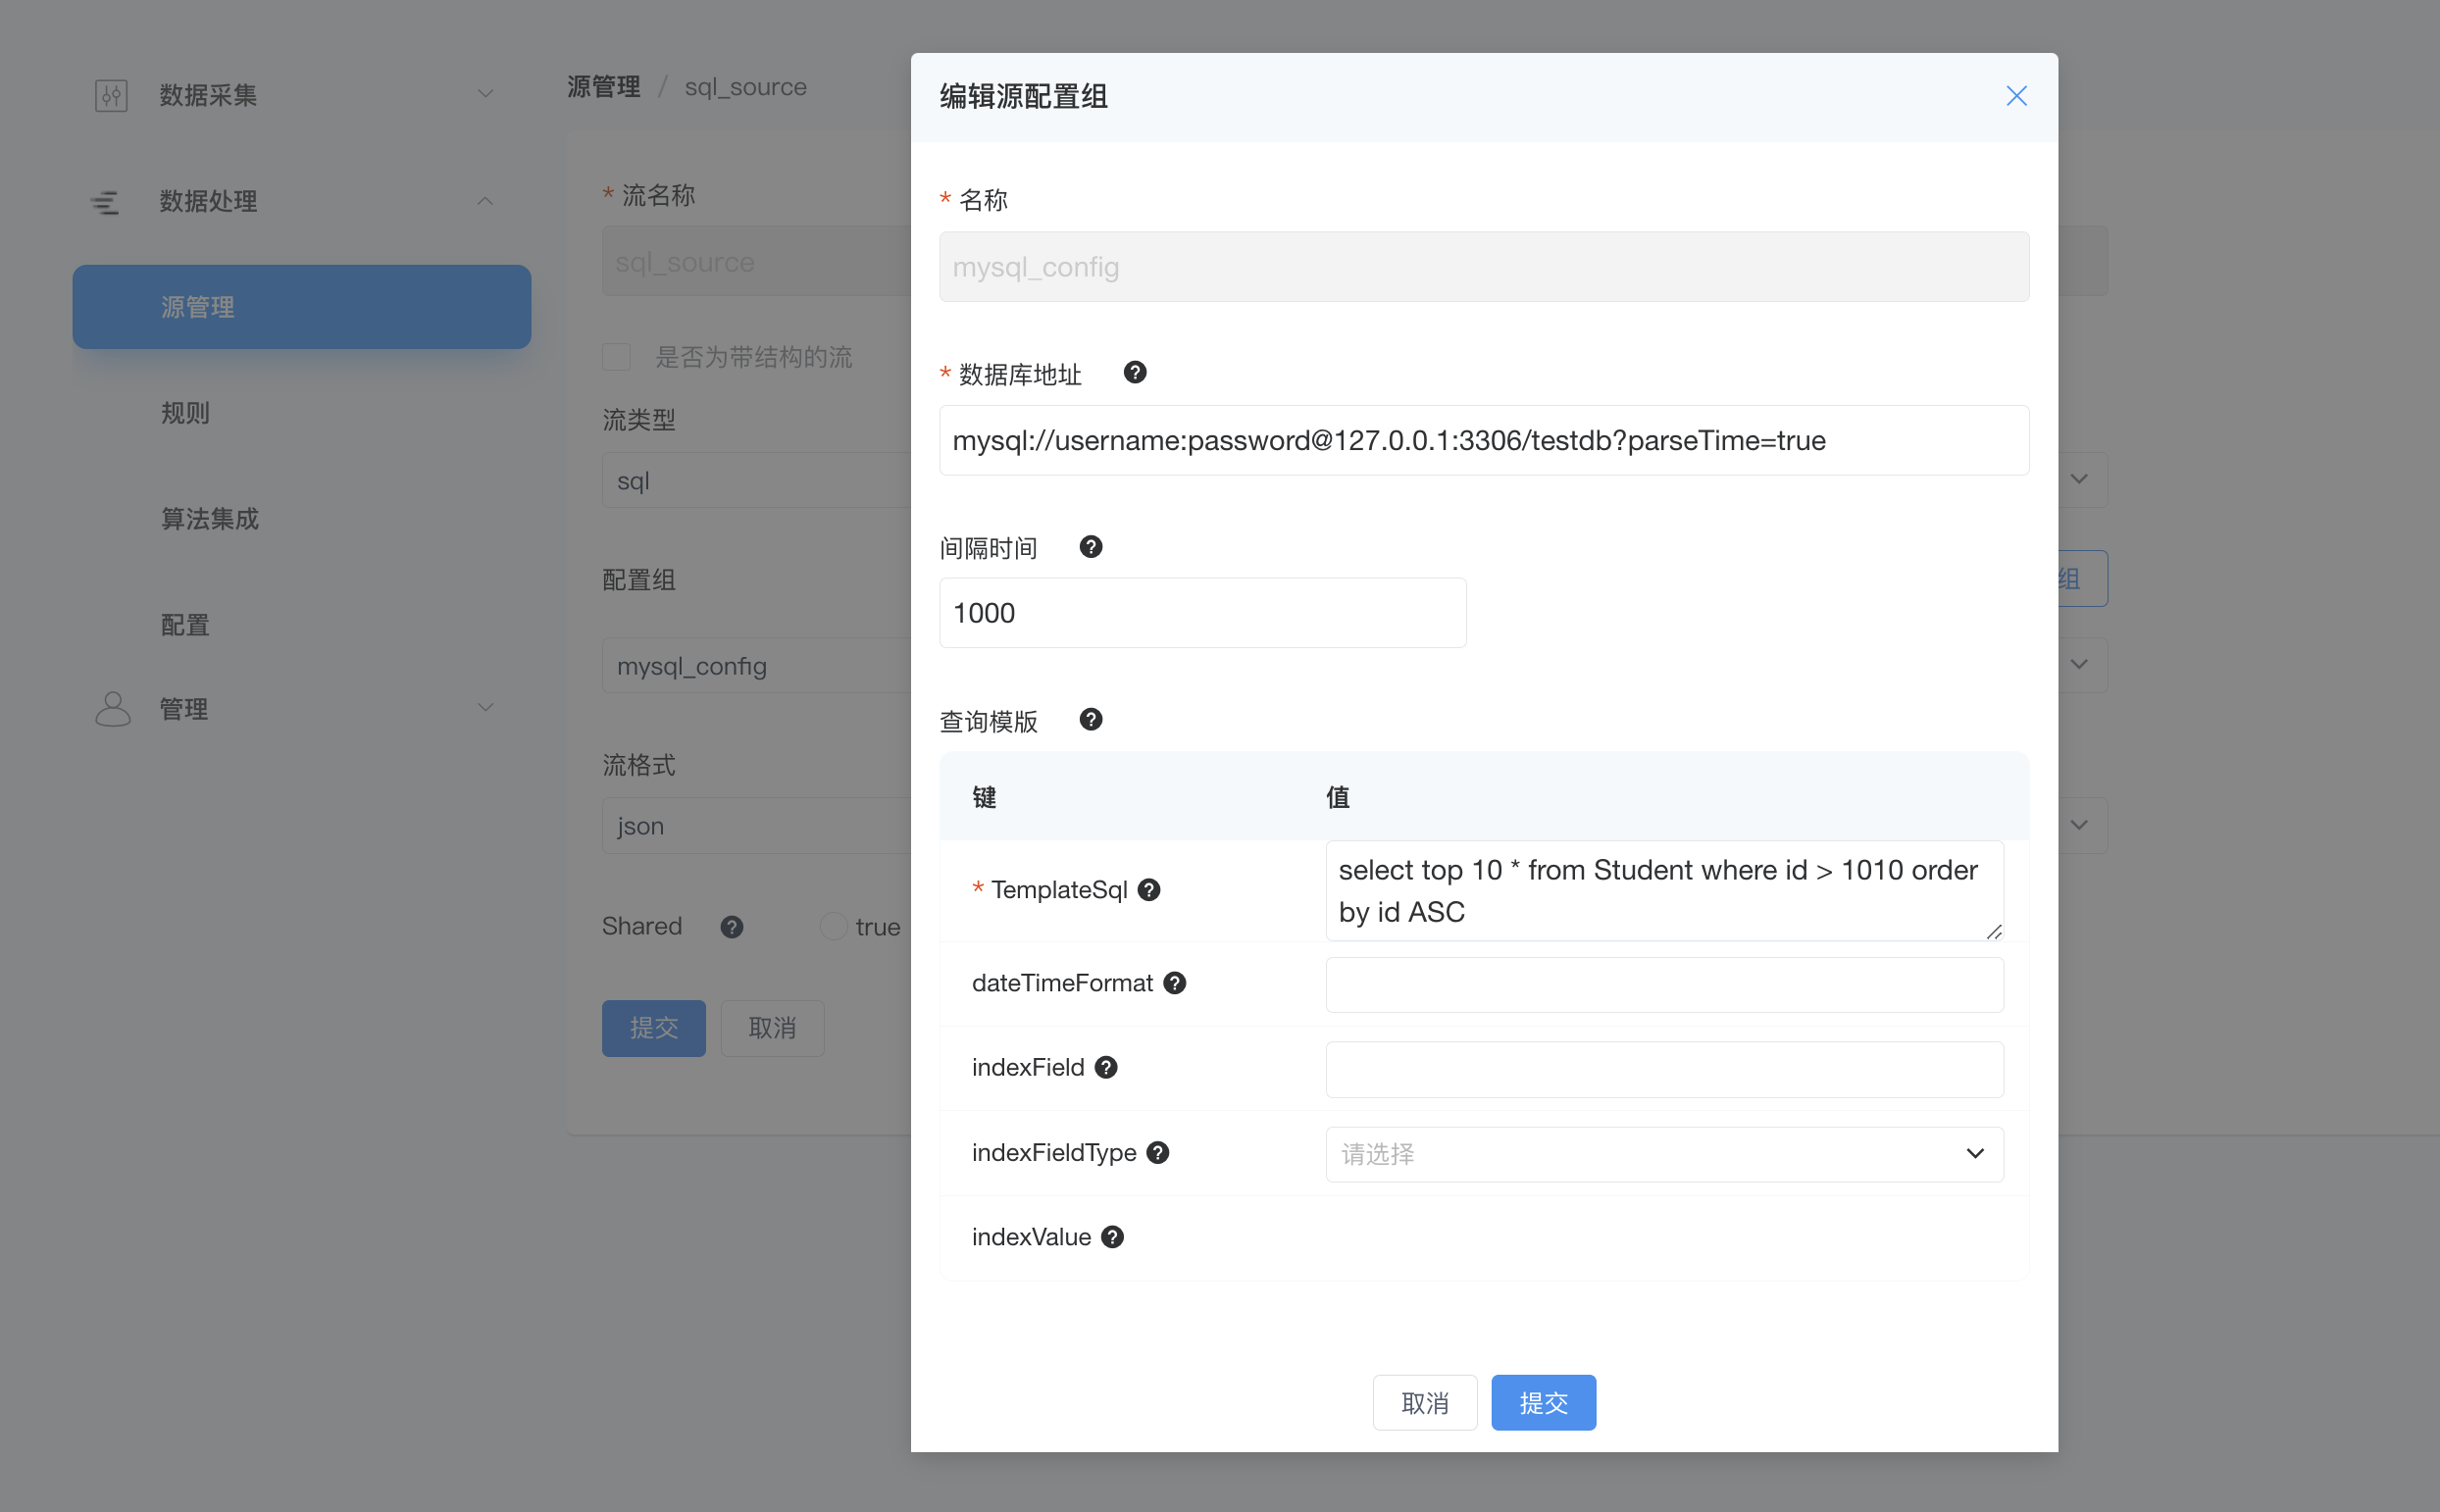 数据采集
数据处理
源管理
规则
算法集成
配置
管理
源管理 / sql_source
* 流名称
sql_source
是否为带结构的流
流类型
sql
配置组
组
mysql_config
流格式
json
Shared
true
提交
取消
编辑源配置组
* 名称
mysql_config
* 数据库地址
mysql://username:password@127.0.0.1:3306/testdb?parseTime=true
间隔时间
1000
查询模版
键 值
* TemplateSql
select top 10 * from Student where id > 1010 order
by id ASC
dateTimeFormat
indexField
indexFieldType
请选择
indexValue
取消
提交